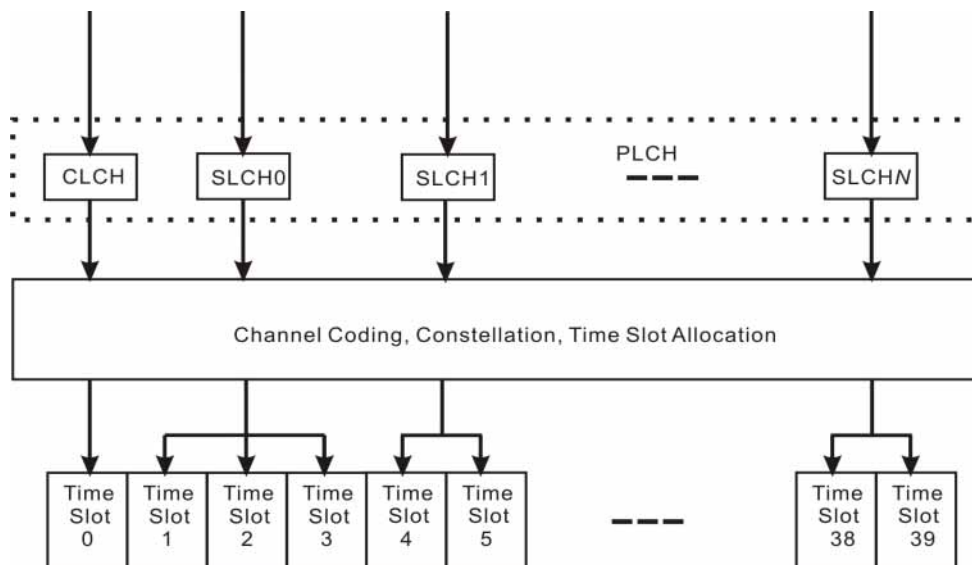 PLCH
CLCH
SLCH0
SLCH1
SLCHN
Channel Coding, Constellation, Time Slot Allocation
Time
Slot
0
Time
Slot
1
Time
Slot
2
Time
Slot
3
Time
Slot
4
Time
Slot
5
Time
Slot
38
Time
Slot
39